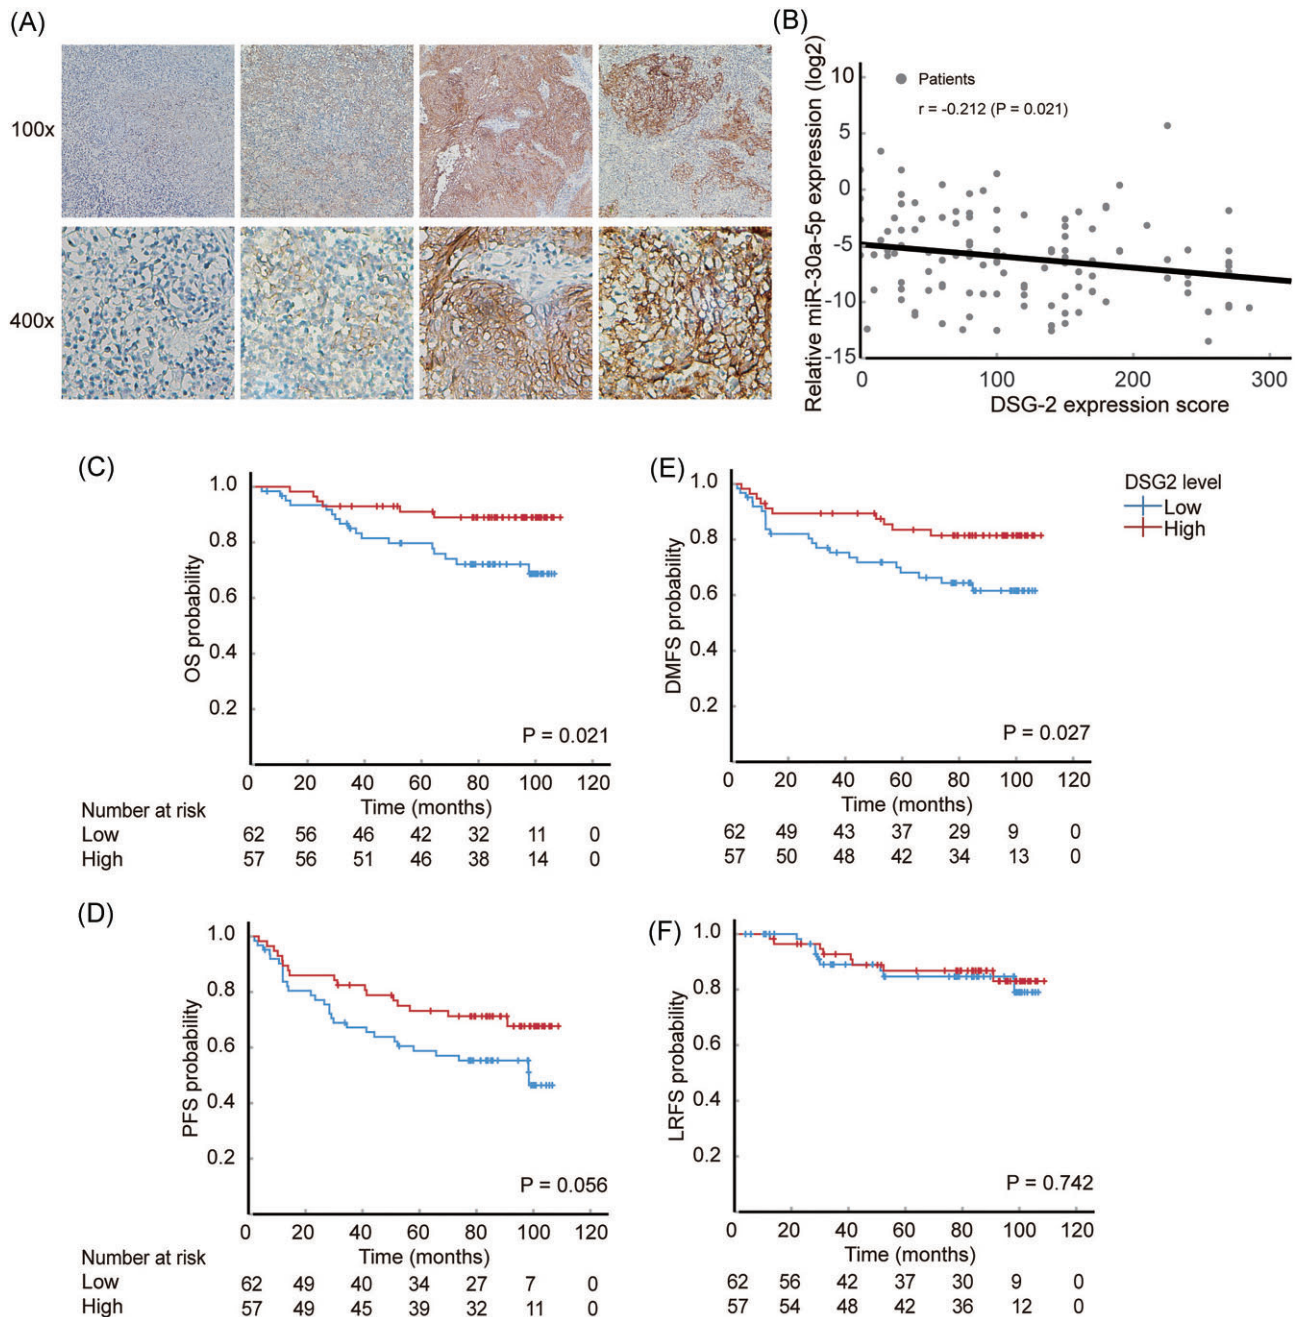 (A)
100x
400x
(B)
Relative miR-30a-5p expression (log2)
10
5
0
-5
-10
-15
Patients
r = -0.212 (P = 0.021)
0 100 200 300
DSG-2 expression score
(C)
OS probability
1.0
0.8
0.6
0.4
0.2
P = 0.021
0 20 40 60 80 100 120
Time (months)
Number at risk
Low 62 56 46 42 32 11 0
High 57 56 51 46 38 14 0
(E)
DMFS probability
1.0
0.8
0.6
0.4
0.2
P = 0.027
DSG2 level
Low
High
0 20 40 60 80 100 120
Time (months)
62 49 43 37 29 9 0
57 50 48 42 34 13 0
(D)
PFS probability
1.0
0.8
0.6
0.4
0.2
P = 0.056
0 20 40 60 80 100 120
Time (months)
Number at risk
Low 62 49 40 34 27 7 0
High 57 49 45 39 32 11 0
(F)
LRFS probability
1.0
0.8
0.6
0.4
0.2
P = 0.742
0 20 40 60 80 100 120
Time (months)
62 56 42 37 30 9 0
57 54 48 42 36 12 0